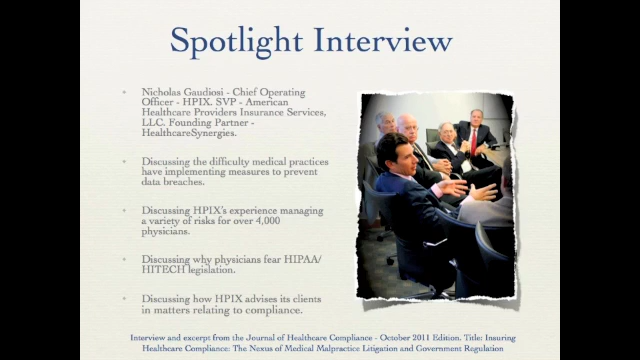 Spotlight Interview
Nicholas Gaudiosi - Chief Operating
Officer - HPIX. SVP - American
Healthcare Providers Insurance Services,
LLC. Founding Partner -
HealthcareSynergies.
Discussing the difficulty medical practices
have implementing measures to prevent
data breaches.
Discussing HPIX's experience managing
a variety of risks for over 4,000
physicians.
Discussing why physicians fear HIPAA/
HITECH legislation.
Discussing how HPIX advises its clients
in matters relating to compliance.
Interview and excerpt from the Journal of Healthcare Compliance - October 2011 Edition. Title: Insuring
Healthcare Compliance: The Nexus of Medical Malpractice Litigation and Government Regulation